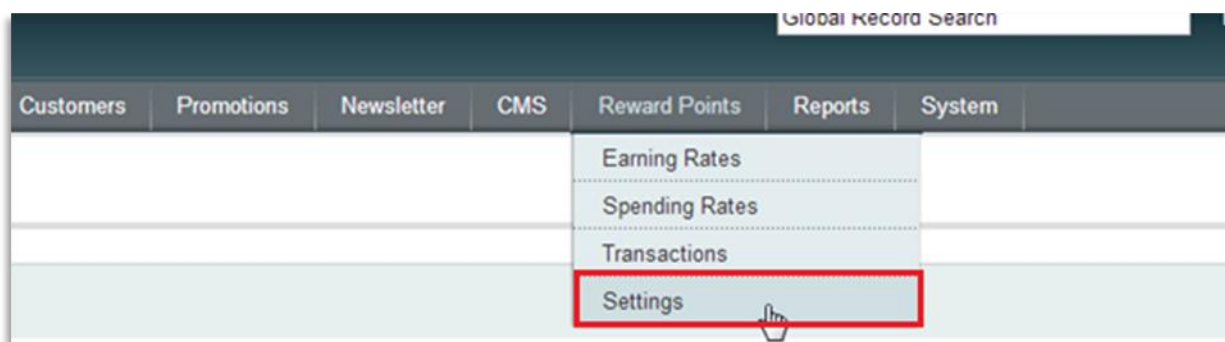 Global Record Search
Customers Promotions Newsletter CMS Reward Points Reports System
Earning Rates
Spending Rates
Transactions
Settings